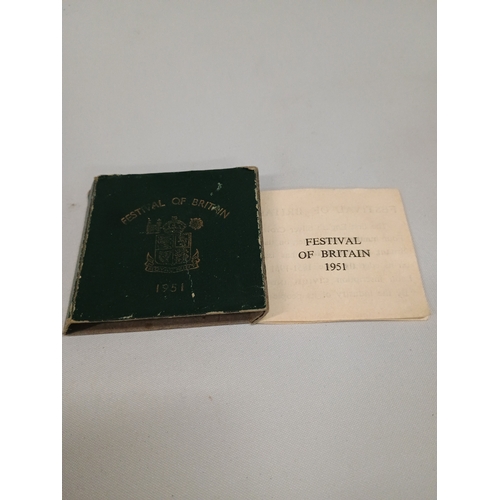 FESTIVAL OF BRITAIN
1951
FESTIVAL
OF BRITAIN
1951